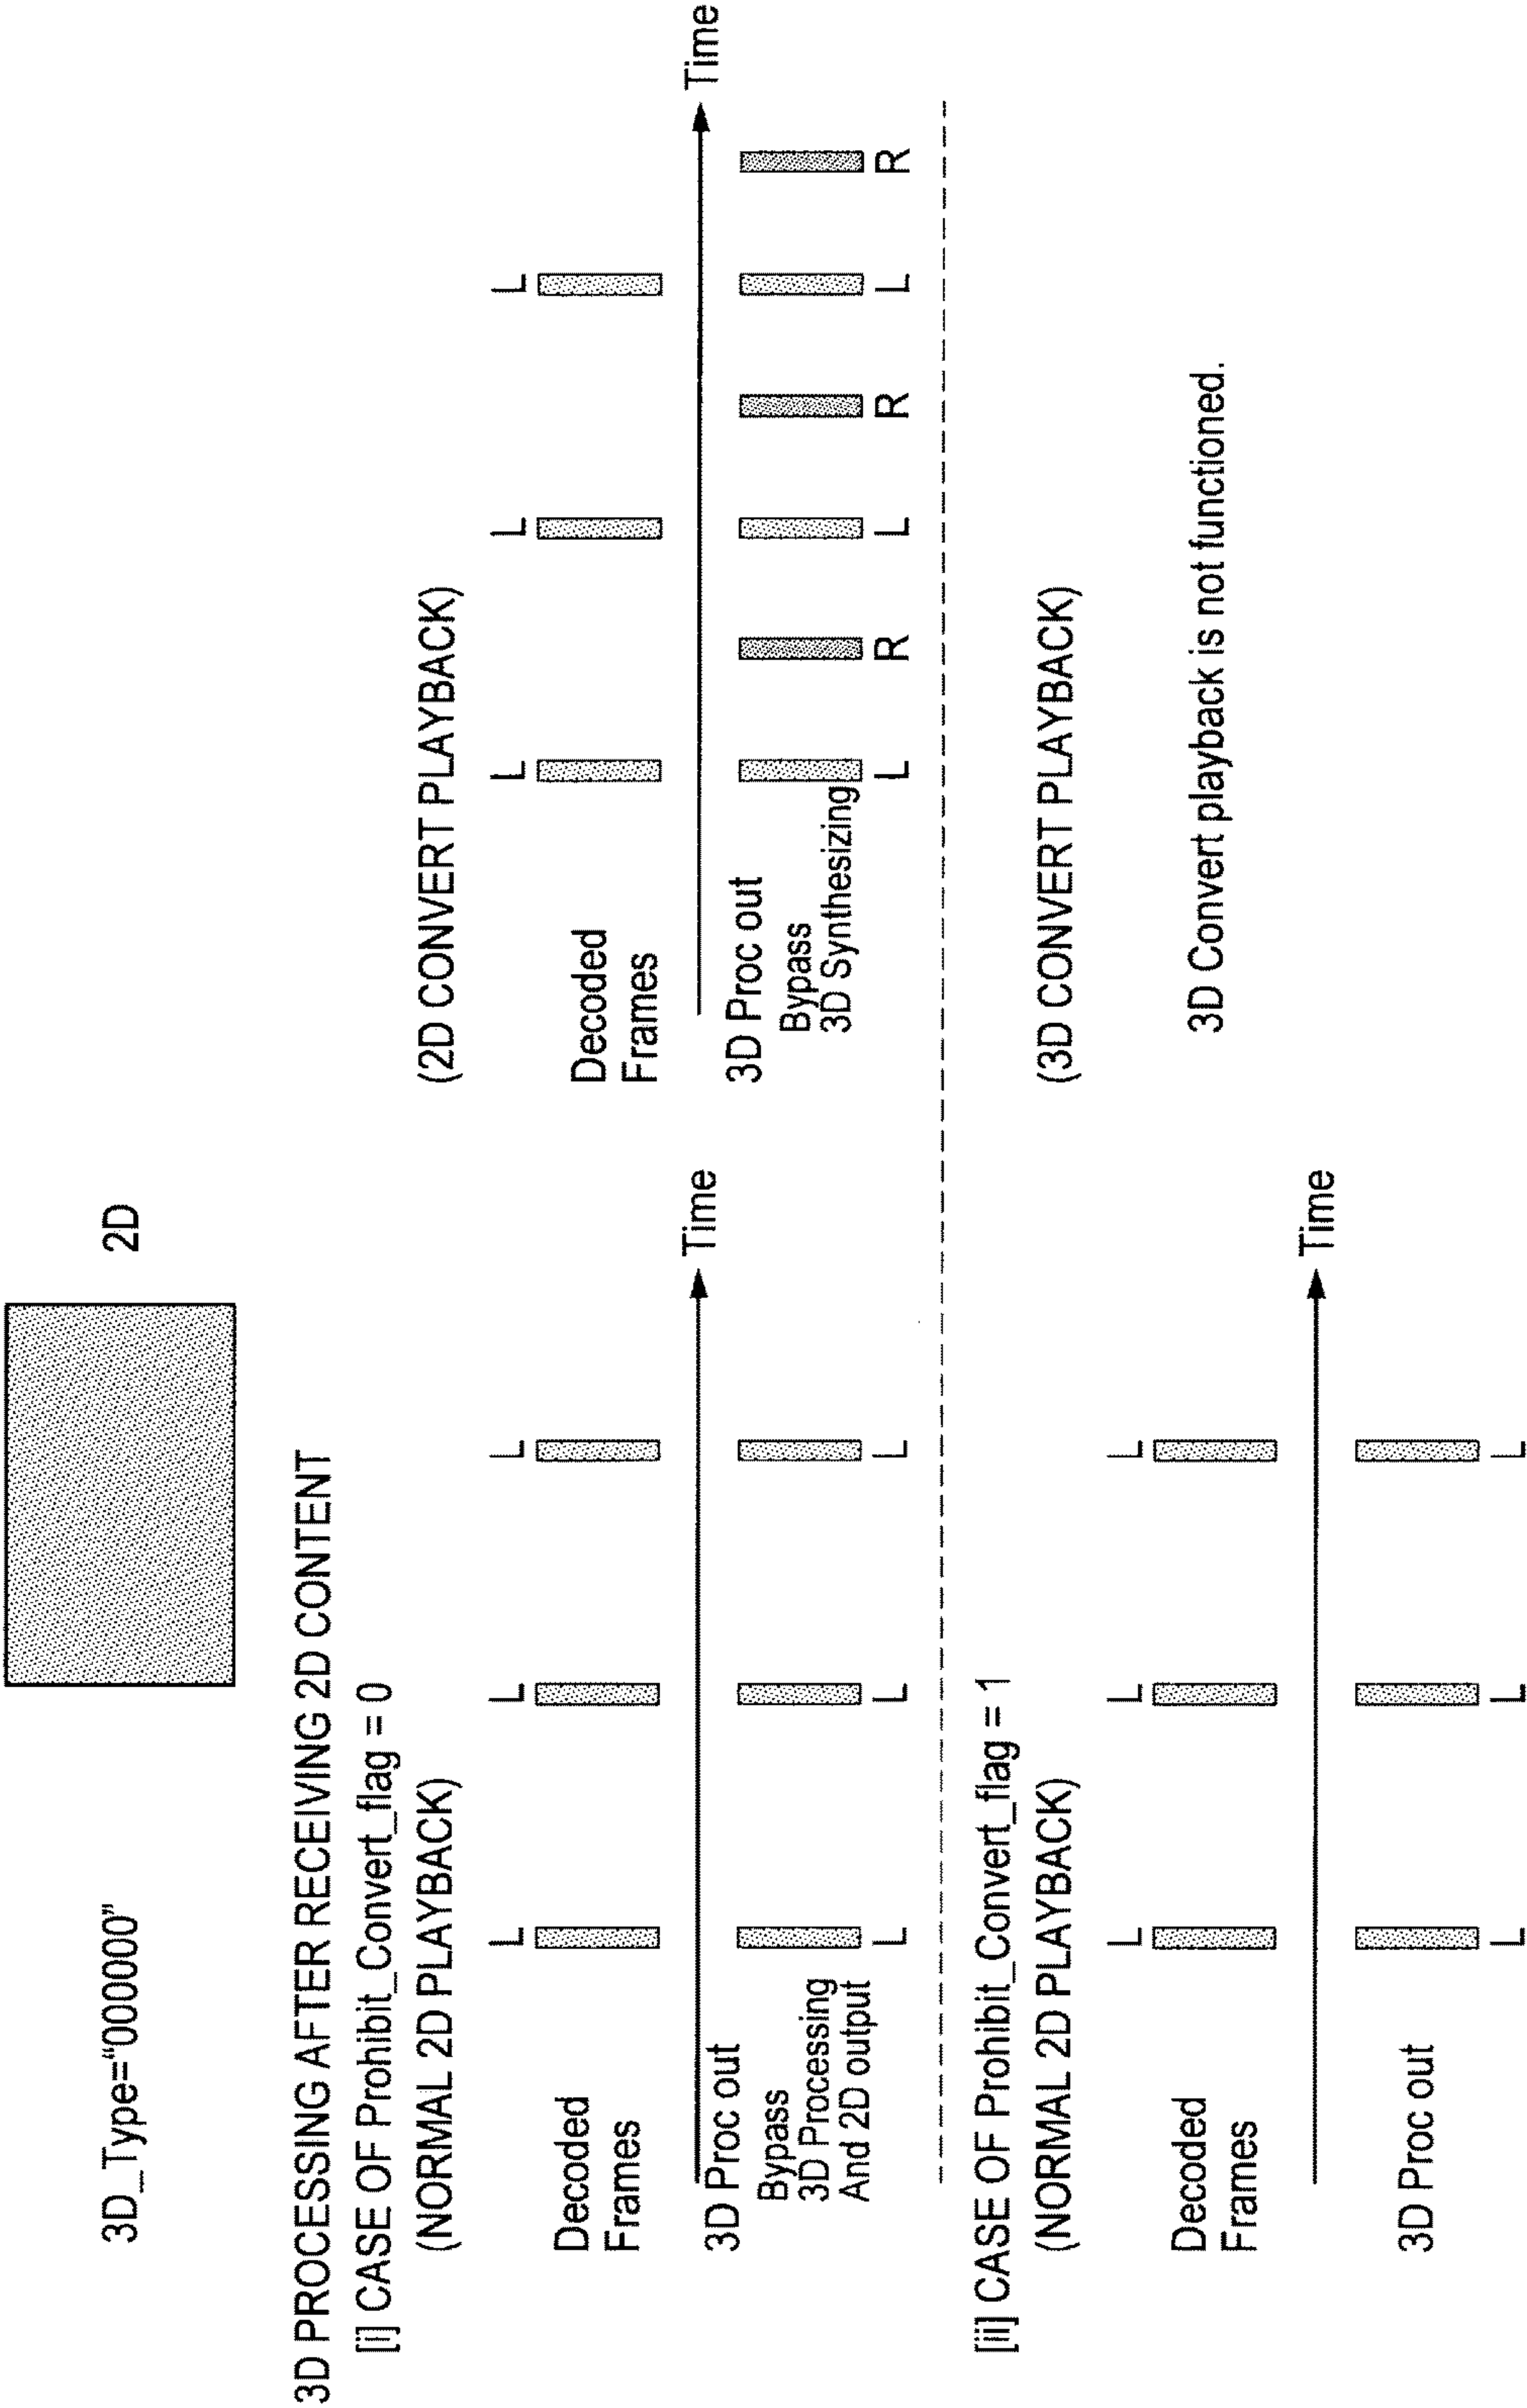 3D_Type="000000"
2D
3D PROCESSING AFTER RECEIVING 2D CONTENT
[i] CASE OF Prohibit_Convert_flag = 0
(NORMAL 2D PLAYBACK)
L L L
Decoded
Frames
Time
3D Proc out
Bypass
3D Processing
And 2D output
L L L
(2D CONVERT PLAYBACK)
L L L
Decoded
Frames
Time
3D Proc out
Bypass
3D Synthesizing
L R L R L R
[ii] CASE OF Prohibit_Convert_flag = 1
(NORMAL 2D PLAYBACK)
L L L
Decoded
Frames
Time
3D Proc out
L L L
(3D CONVERT PLAYBACK)
3D Convert playback is not functioned.